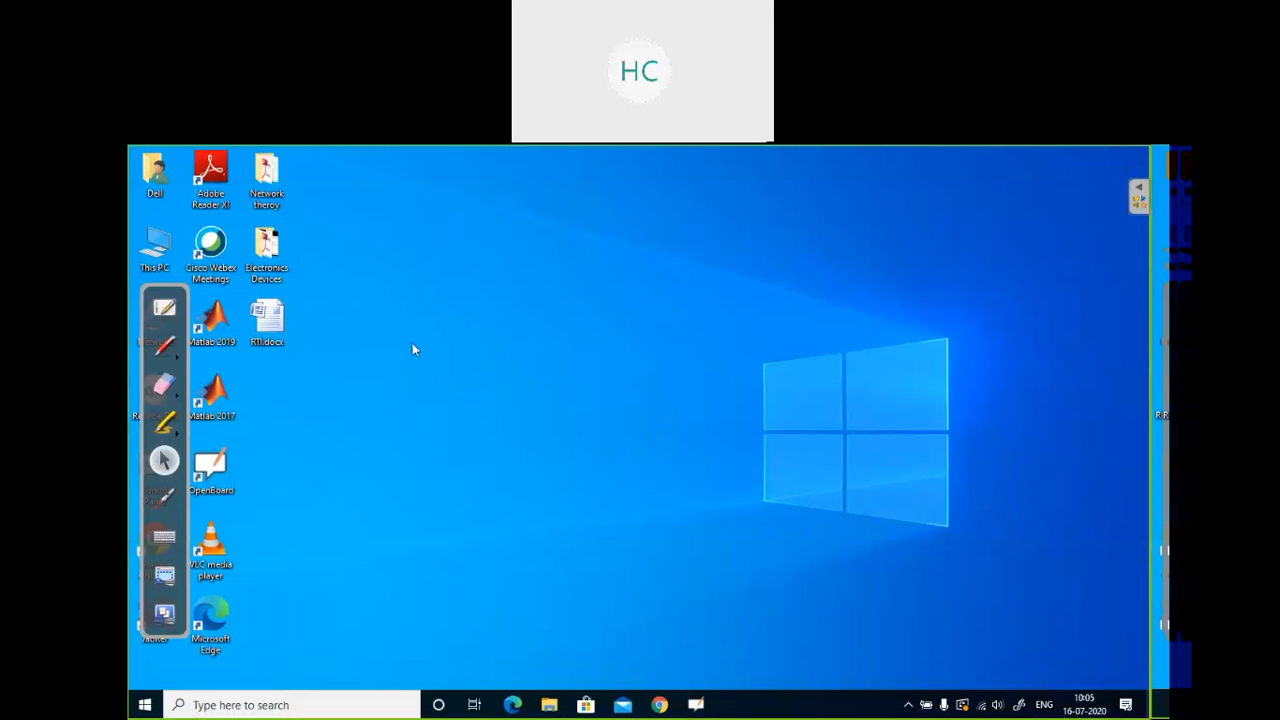 HC
Dell
Adobe
Reader XI
Network
theroy
This PC
Cisco Webex
Meetings
Electronics
Devices
Matlab 2019
RTI.docx
Matlab 2017
OpenBoard
VLC media
player
Microsoft
Edge
Type here to search
ENG
10:05
16-07-2020